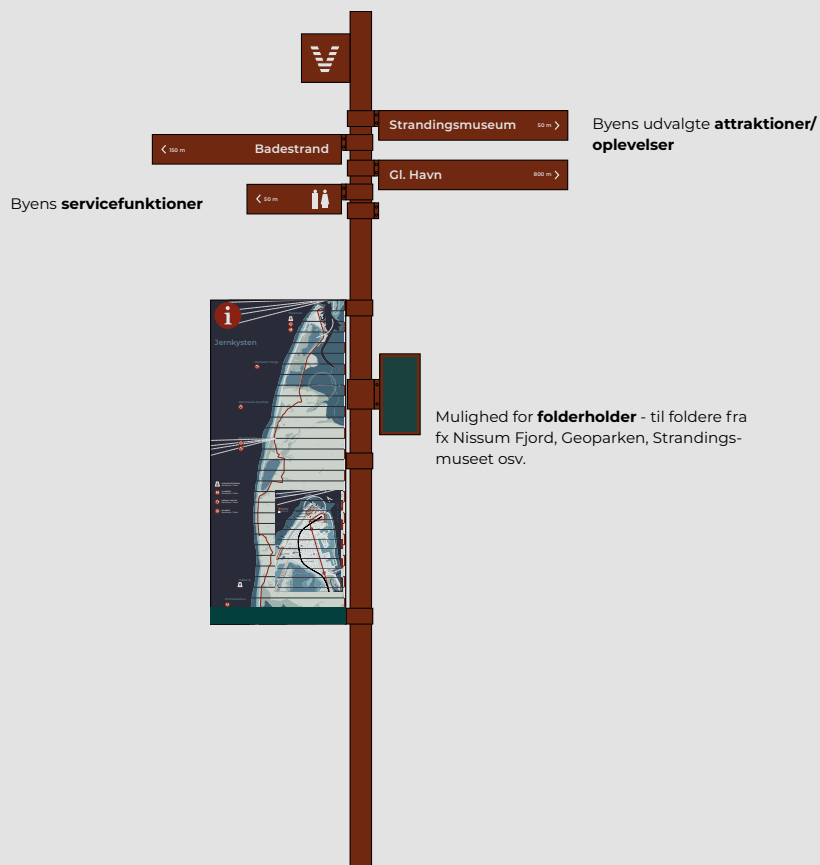 V
Strandingsmuseum 50 m >
Byens udvalgte attraktioner/
oplevelser
< 150 m Badestrand
Gl. Havn 800 m >
Byens servicefunktioner
< 50 m
i
Jernkysten
Mulighed for folderholder - til foldere fra
fx Nissum Fjord, Geoparken, Strandings-
museet osv.